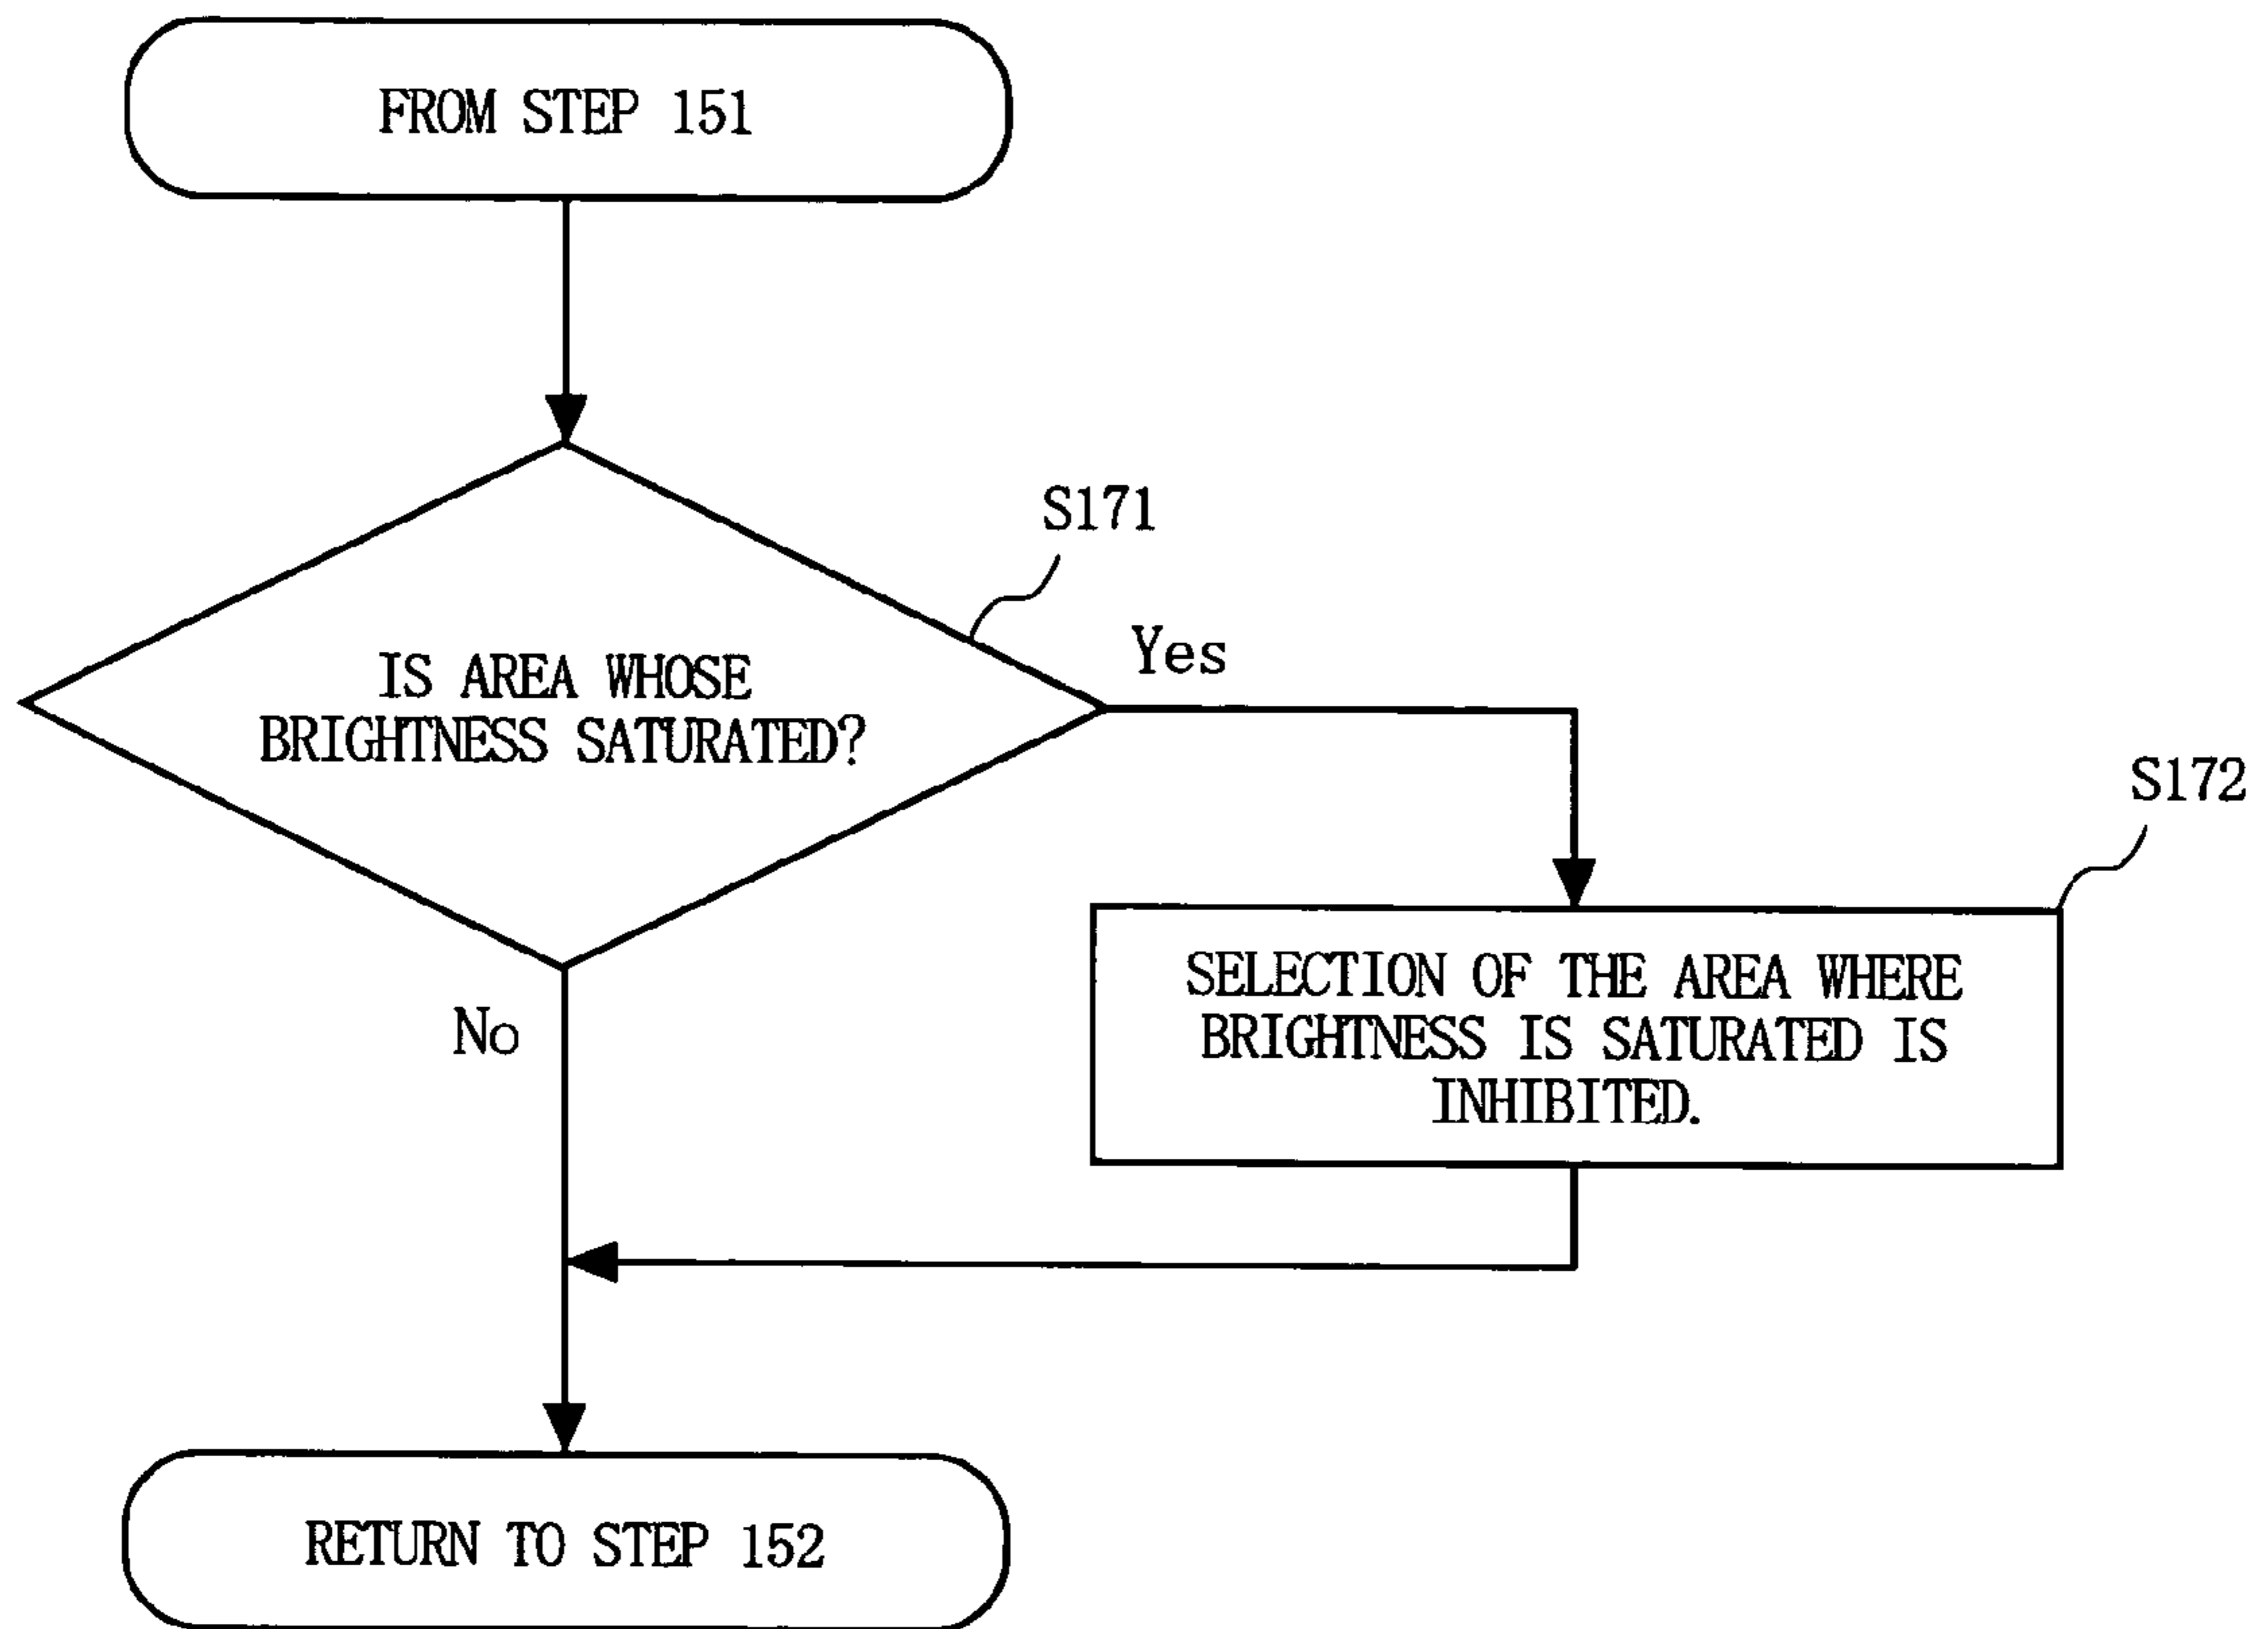 FROM STEP 151
S171
Yes
IS AREA WHOSE
BRIGHTNESS SATURATED?
S172
SELECTION OF THE AREA WHERE
BRIGHTNESS IS SATURATED IS
INHIBITED.
No
RETURN TO STEP 152